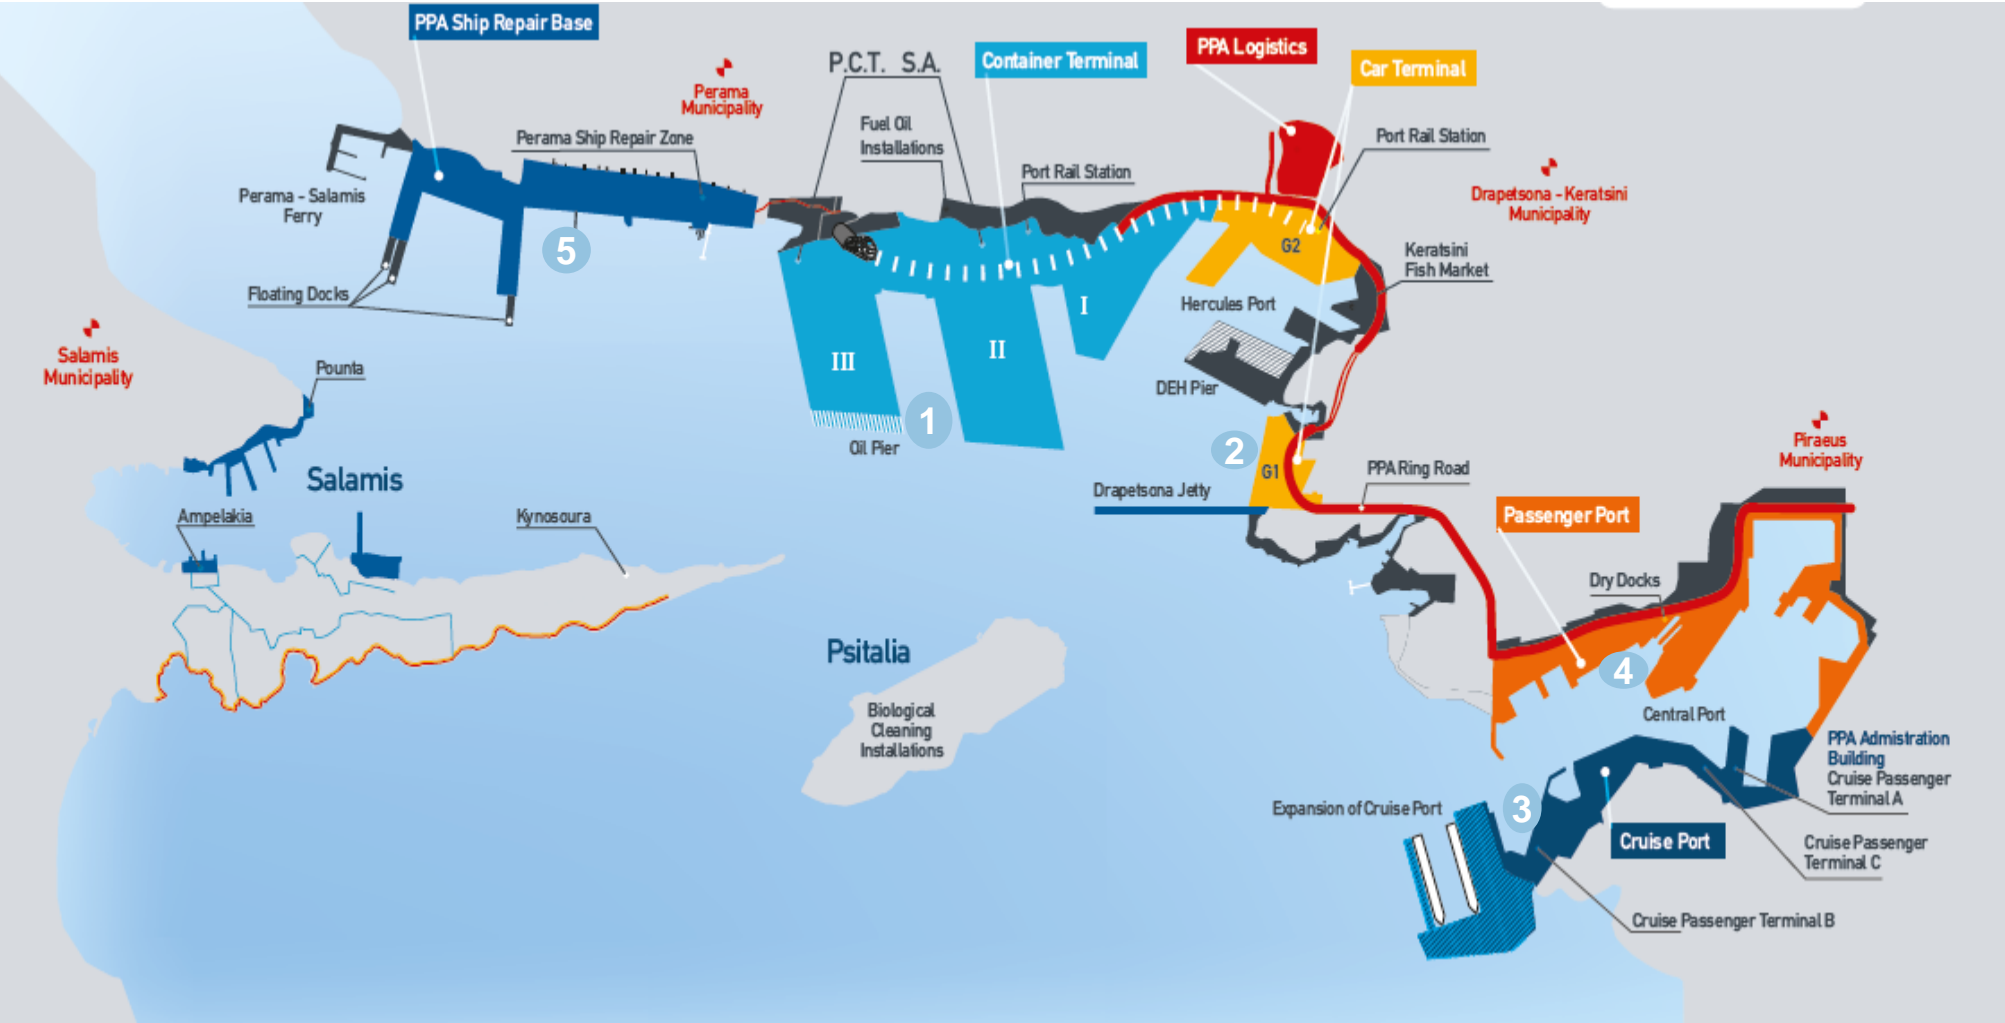 PPA Ship Repair Base
Perama
Municipality
P.C.T. S.A.
Container Terminal
PPA Logistics
Car Terminal
Fuel Oil
Installations
Perama Ship Repair Zone
Port Rail Station
Port Rail Station
Perama - Salamis
Ferry
Drapetsona - Keratsini
Municipality
G2
Keratsini
Fish Market
5
Floating Docks
Hercules Port
I
II
III
Salamis
Municipality
Pounta
DEH Pier
1
Oil Pier
2
G1
Piraeus
Municipality
PPA Ring Road
Drapetsona Jetty
Salamis
Ampelakia
Kynosoura
Passenger Port
Dry Docks
Psitalia
Biological
Cleaning
Installations
4
Central Port
PPA Admistration
Building
Cruise Passenger
Terminal A
Expansion of Cruise Port
3
Cruise Port
Cruise Passenger
Terminal C
Cruise Passenger Terminal B